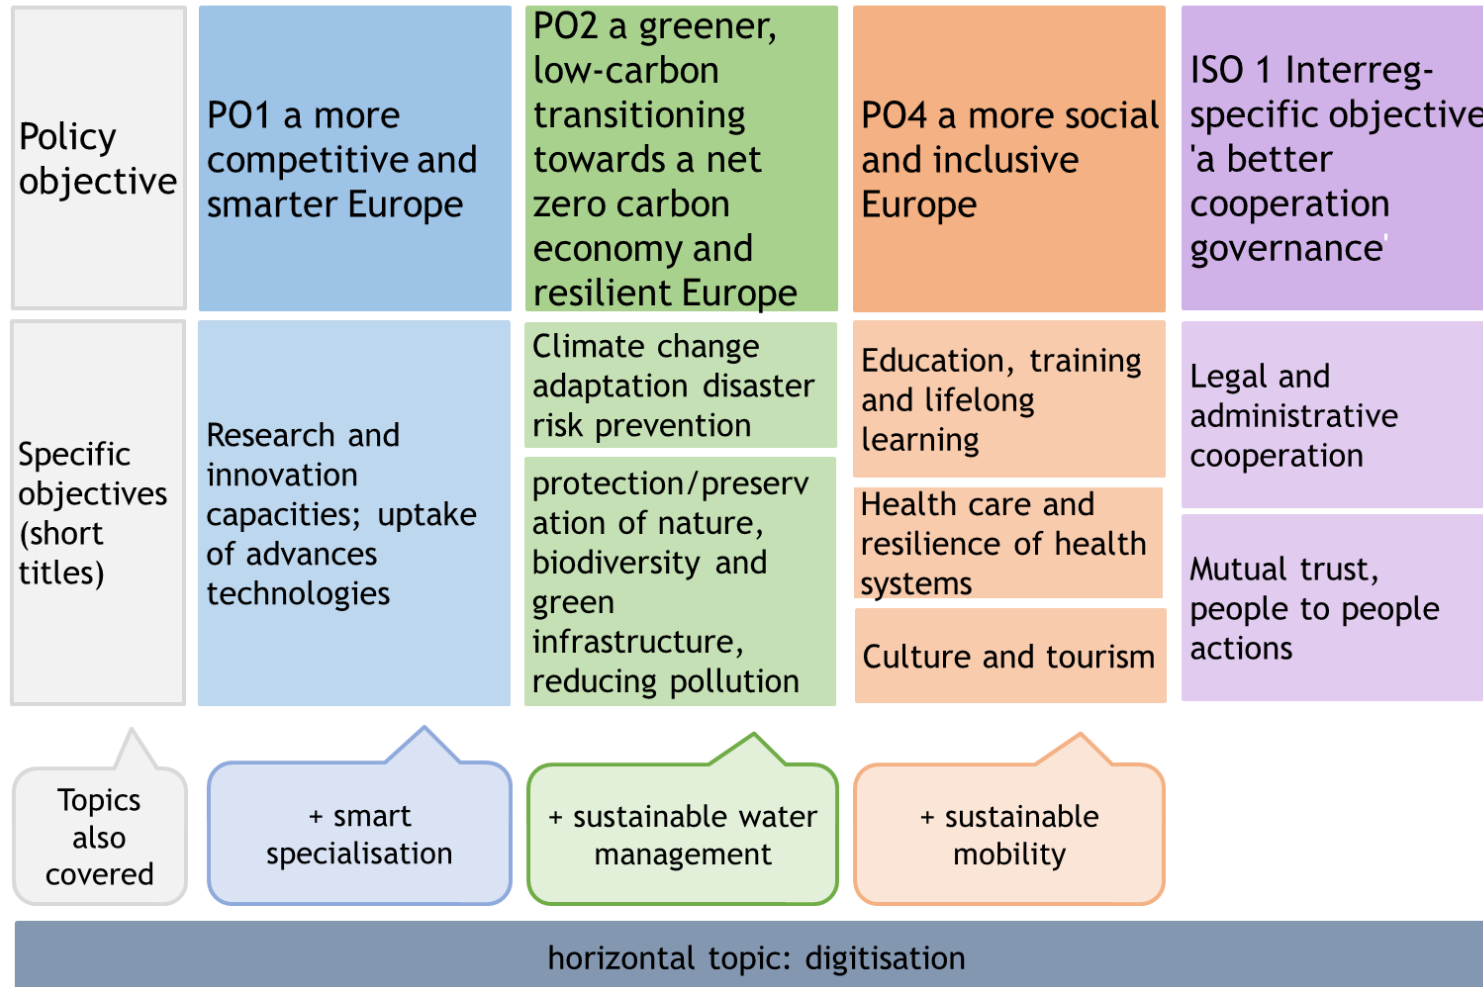 Policy
objective
PO1 a more
competitive and
smarter Europe
PO2 a greener,
low-carbon
transitioning
towards a net
zero carbon
economy and
resilient Europe
PO4 a more social
and inclusive
Europe
ISO 1 Interreg-
specific objective
'a better
cooperation
governance'
Specific
objectives
(short
titles)
Research and
innovation
capacities; uptake
of advances
technologies
Climate change
adaptation disaster
risk prevention
protection/preserv
ation of nature,
biodiversity and
green
infrastructure,
reducing pollution
Education, training
and lifelong
learning
Health care and
resilience of health
systems
Culture and tourism
Legal and
administrative
cooperation
Mutual trust,
people to people
actions
Topics
also
covered
+ smart
specialisation
+ sustainable water
management
+ sustainable
mobility
horizontal topic: digitisation